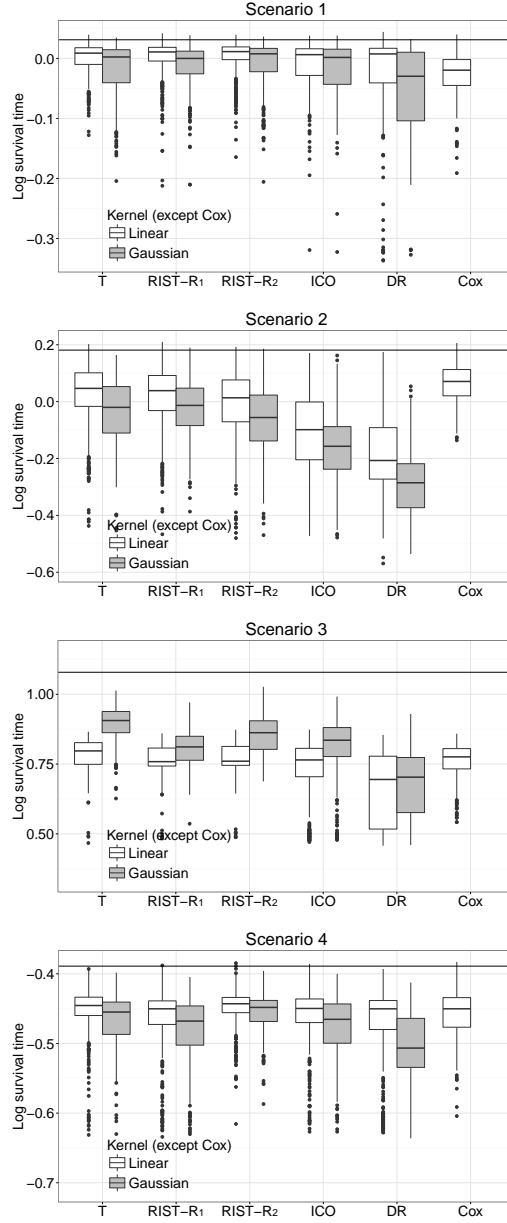 Scenario 1
Log survival time
0.0
−0.1
−0.2
−0.3
Kernel (except Cox)
Linear
Gaussian
T RIST−R1 RIST−R2 ICO DR Cox
Scenario 2
Log survival time
0.2
0.0
−0.2
−0.4
−0.6
Kernel (except Cox)
Linear
Gaussian
T RIST−R1 RIST−R2 ICO DR Cox
Scenario 3
Log survival time
1.00
0.75
0.50
Kernel (except Cox)
Linear
Gaussian
T RIST−R1 RIST−R2 ICO DR Cox
Scenario 4
Log survival time
−0.4
−0.5
−0.6
−0.7
Kernel (except Cox)
Linear
Gaussian
T RIST−R1 RIST−R2 ICO DR Cox